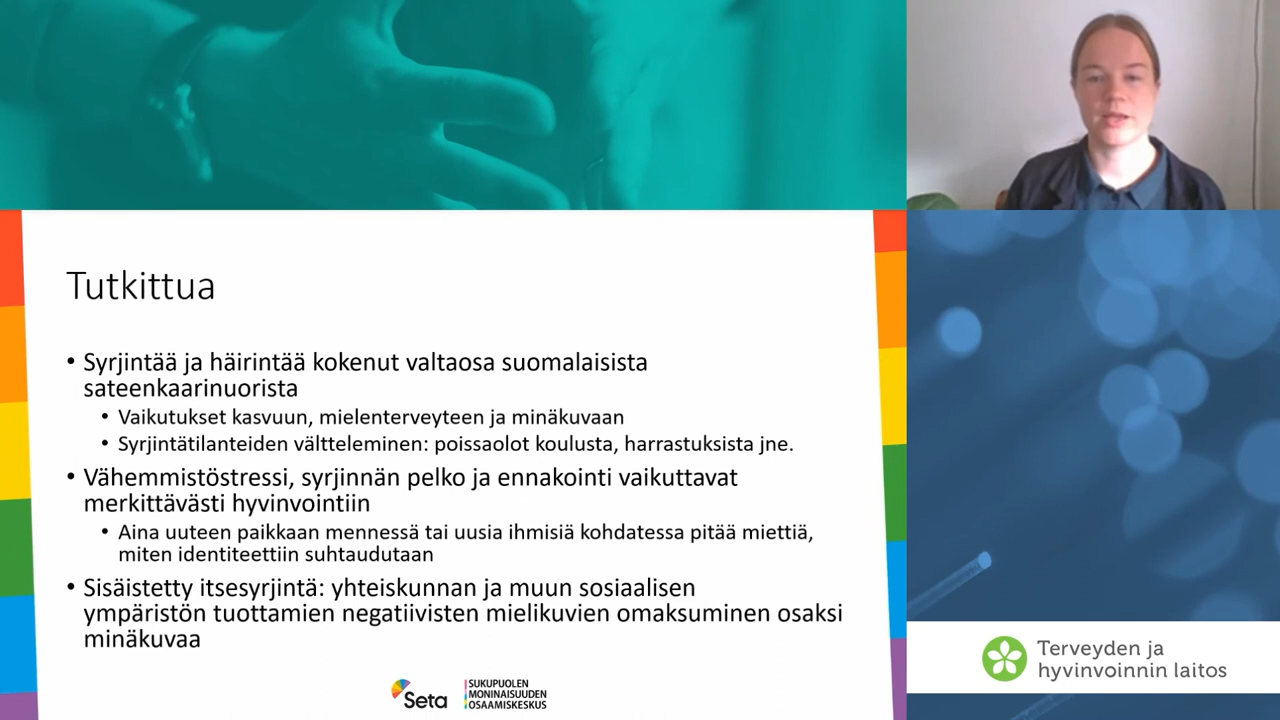 Tutkittua
• Syrjintää ja häirintää kokenut valtaosa suomalaisista
sateenkaarinuorista
• Vaikutukset kasvuun, mielenterveyteen ja minäkuvaan
• Syrjintätilanteiden vältteleminen: poissaolot koulusta, harrastuksista jne.
• Vähemmistöstressi, syrjinnän pelko ja ennakointi vaikuttavat
merkittävästi hyvinvointiin
• Aina uuteen paikkaan mennessä tai uusia ihmisiä kohdatessa pitää miettiä,
miten identiteettiin suhtaudutaan
• Sisäistetty itsesyrjintä: yhteiskunnan ja muun sosiaalisen
ympäristön tuottamien negatiivisten mielikuvien omaksuminen osaksi
minäkuvaa
Seta
SUKUPUOLEN
MONINAISUUDEN
OSAAMISKESKUS
Terveyden ja
hyvinvoinnin laitos